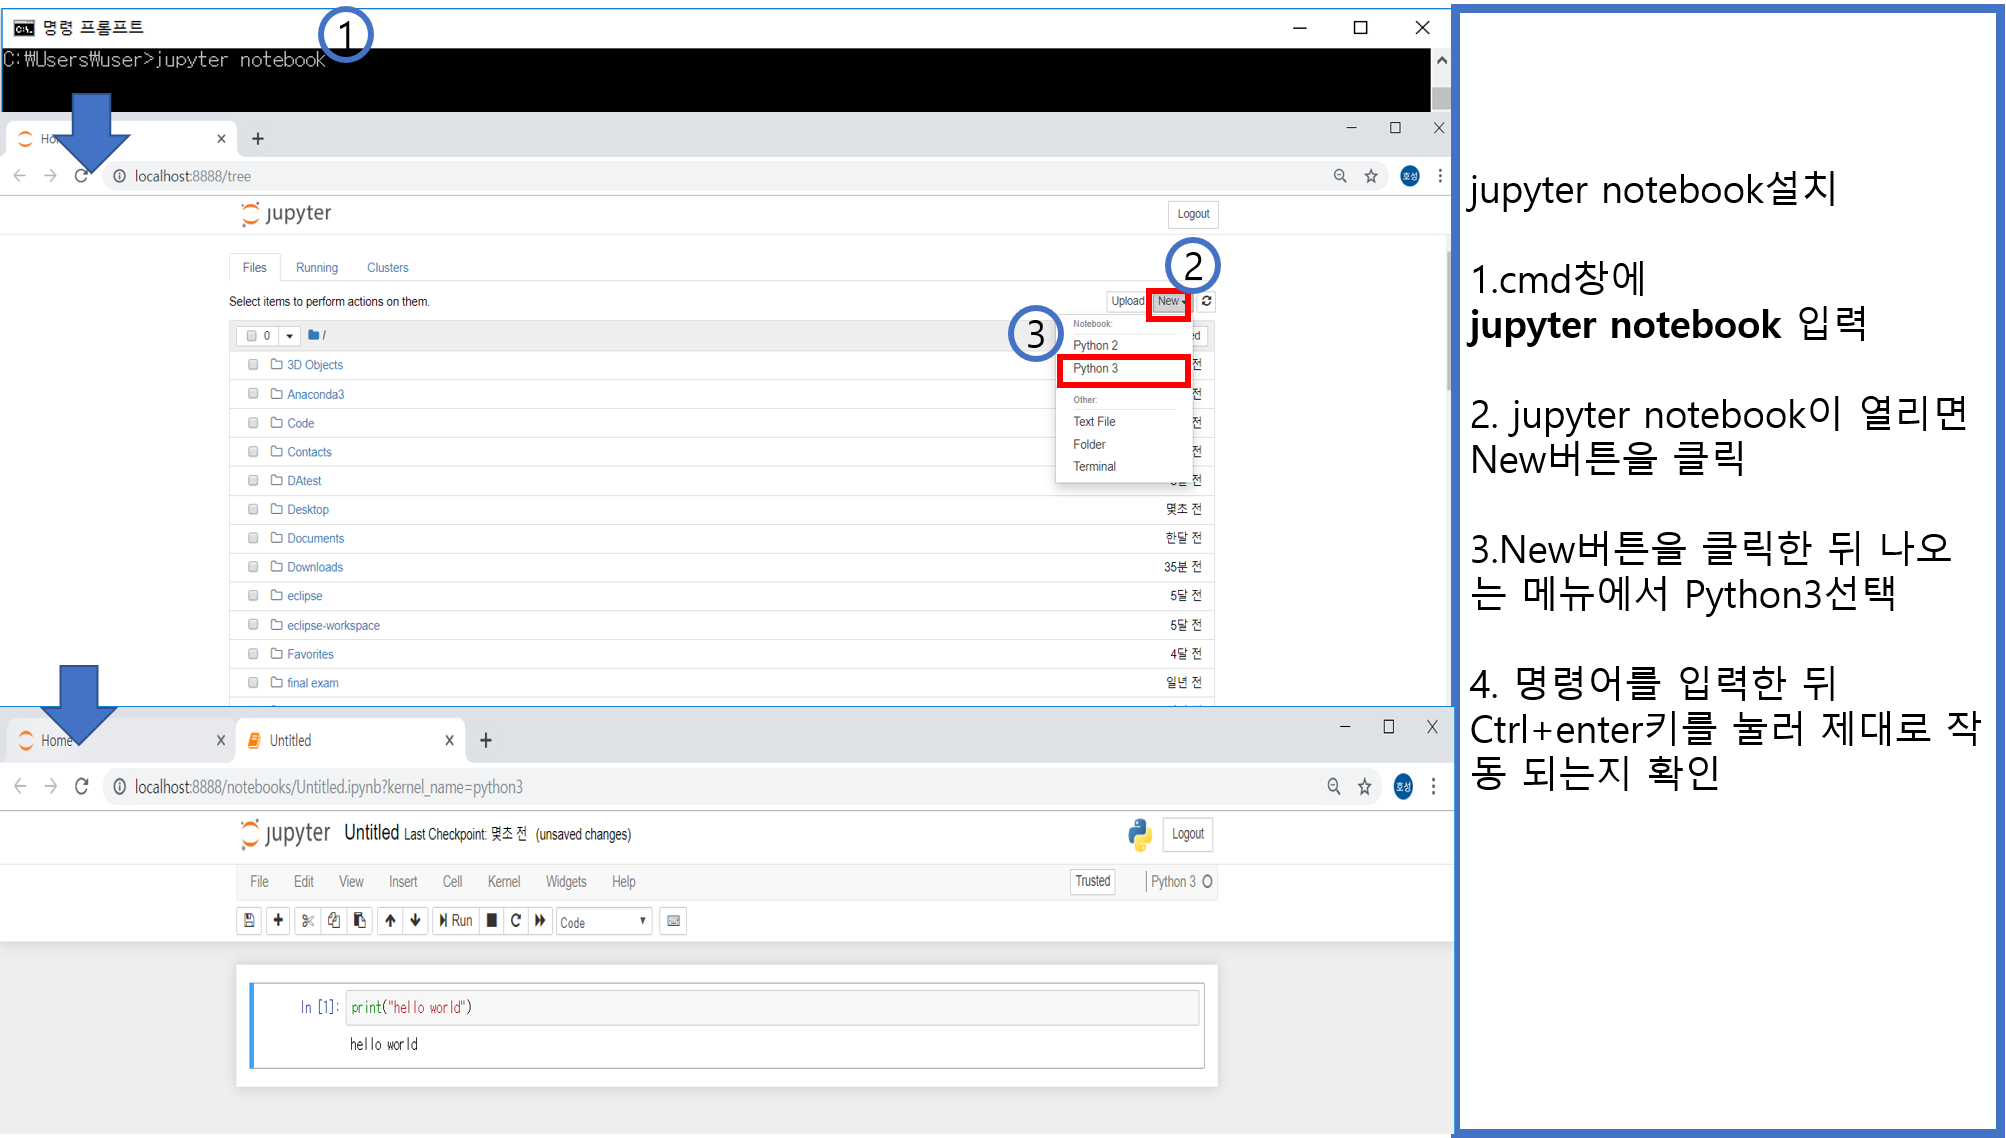 명령 프롬프트
1
C:₩Users₩user>jupyter notebook
localhost:8888/tree
호성
jupyter
Logout
2
Files Running Clusters
Select items to perform actions on them.
Upload New
3
0 /
Notebook:
Python 2
Python 3
Other:
Text File
Folder
Terminal
3D Objects 전
Anaconda3 전
Code 전
Contacts 전
DAtest 전
Desktop 몇초 전
Documents 한달 전
Downloads 35분 전
eclipse 5달 전
eclipse-workspace 5달 전
Favorites 4달 전
final exam 일년 전
Home Untitled
localhost:8888/notebooks/Untitled.ipynb?kernel_name=python3
호성
jupyter Untitled Last Checkpoint: 몇초 전 (unsaved changes)
Logout
File Edit View Insert Cell Kernel Widgets Help
Trusted Python 3
Run Code
In [1]: print("hello world")
hello world
jupyter notebook설치
1.cmd창에
jupyter notebook 입력
2. jupyter notebook이 열리면
New버튼을 클릭
3.New버튼을 클릭한 뒤 나오
는 메뉴에서 Python3선택
4. 명령어를 입력한 뒤
Ctrl+enter키를 눌러 제대로 작
동 되는지 확인